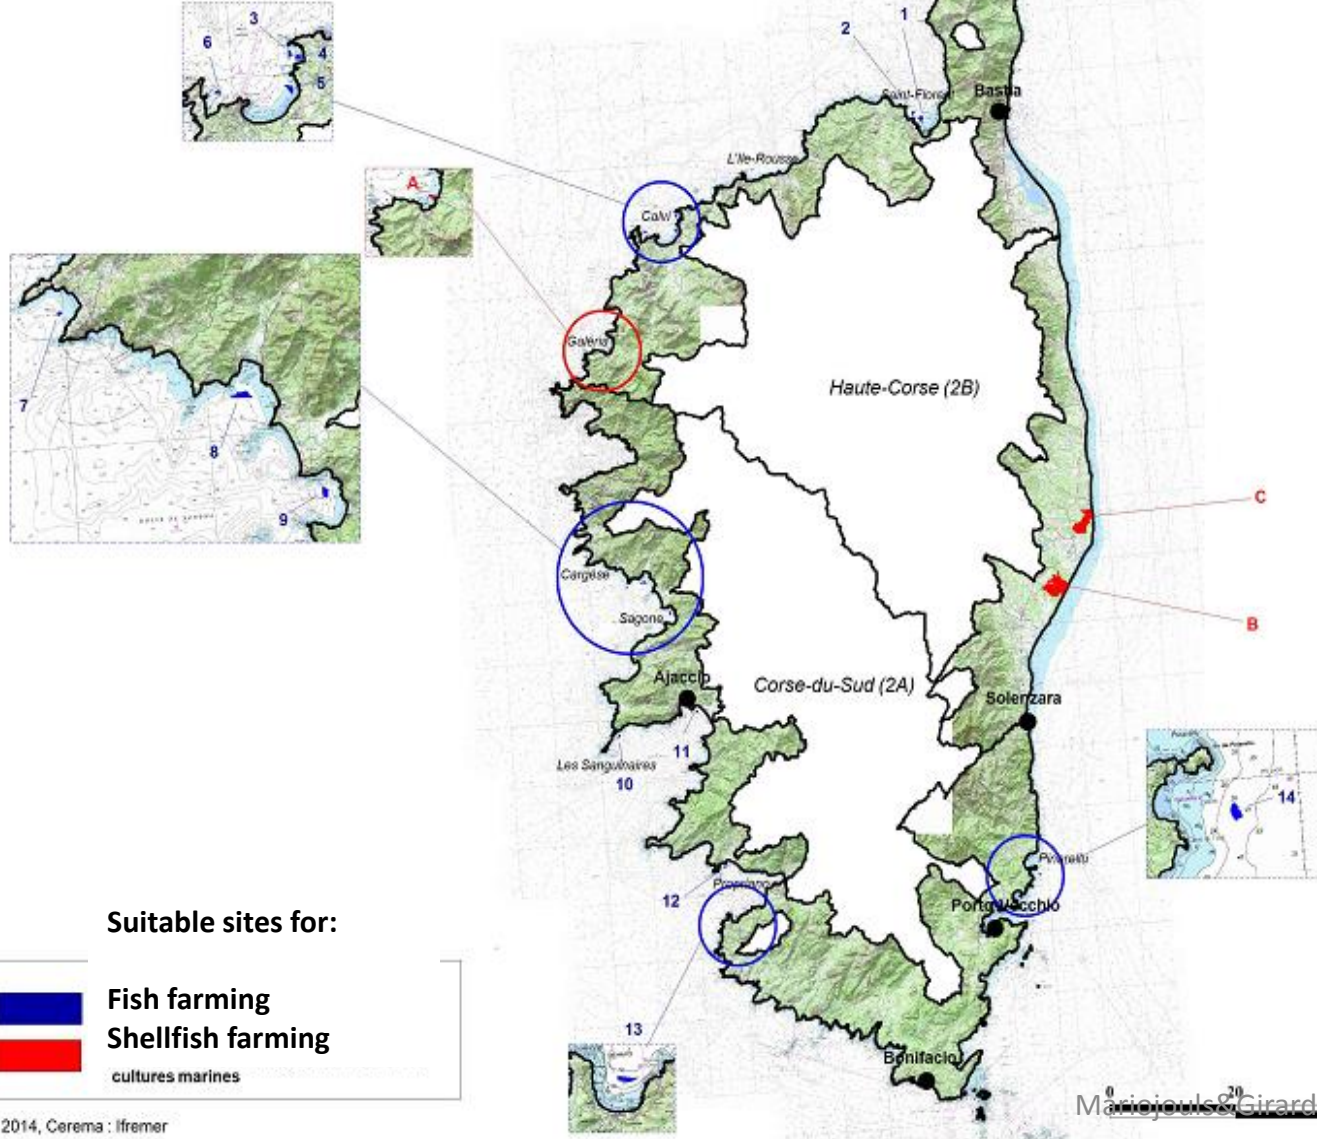 3
6
4
5
2
1
Saint-Floren
Bastia
L'Ile-Rousse
A
Calvi
Galéria
7
8
9
Haute-Corse (2B)
C
B
Cargèse
Sagone
Ajaccio
Corse-du-Sud (2A)
Solenzara
11
Les Sanguinaires
10
14
Pinarellu
12
Propriano
Porto Vecchio
Suitable sites for:
Fish farming
Shellfish farming
cultures marines
13
Bonifacio
0 20
Mariojouls&Girard
2014, Cerema : Ifremer